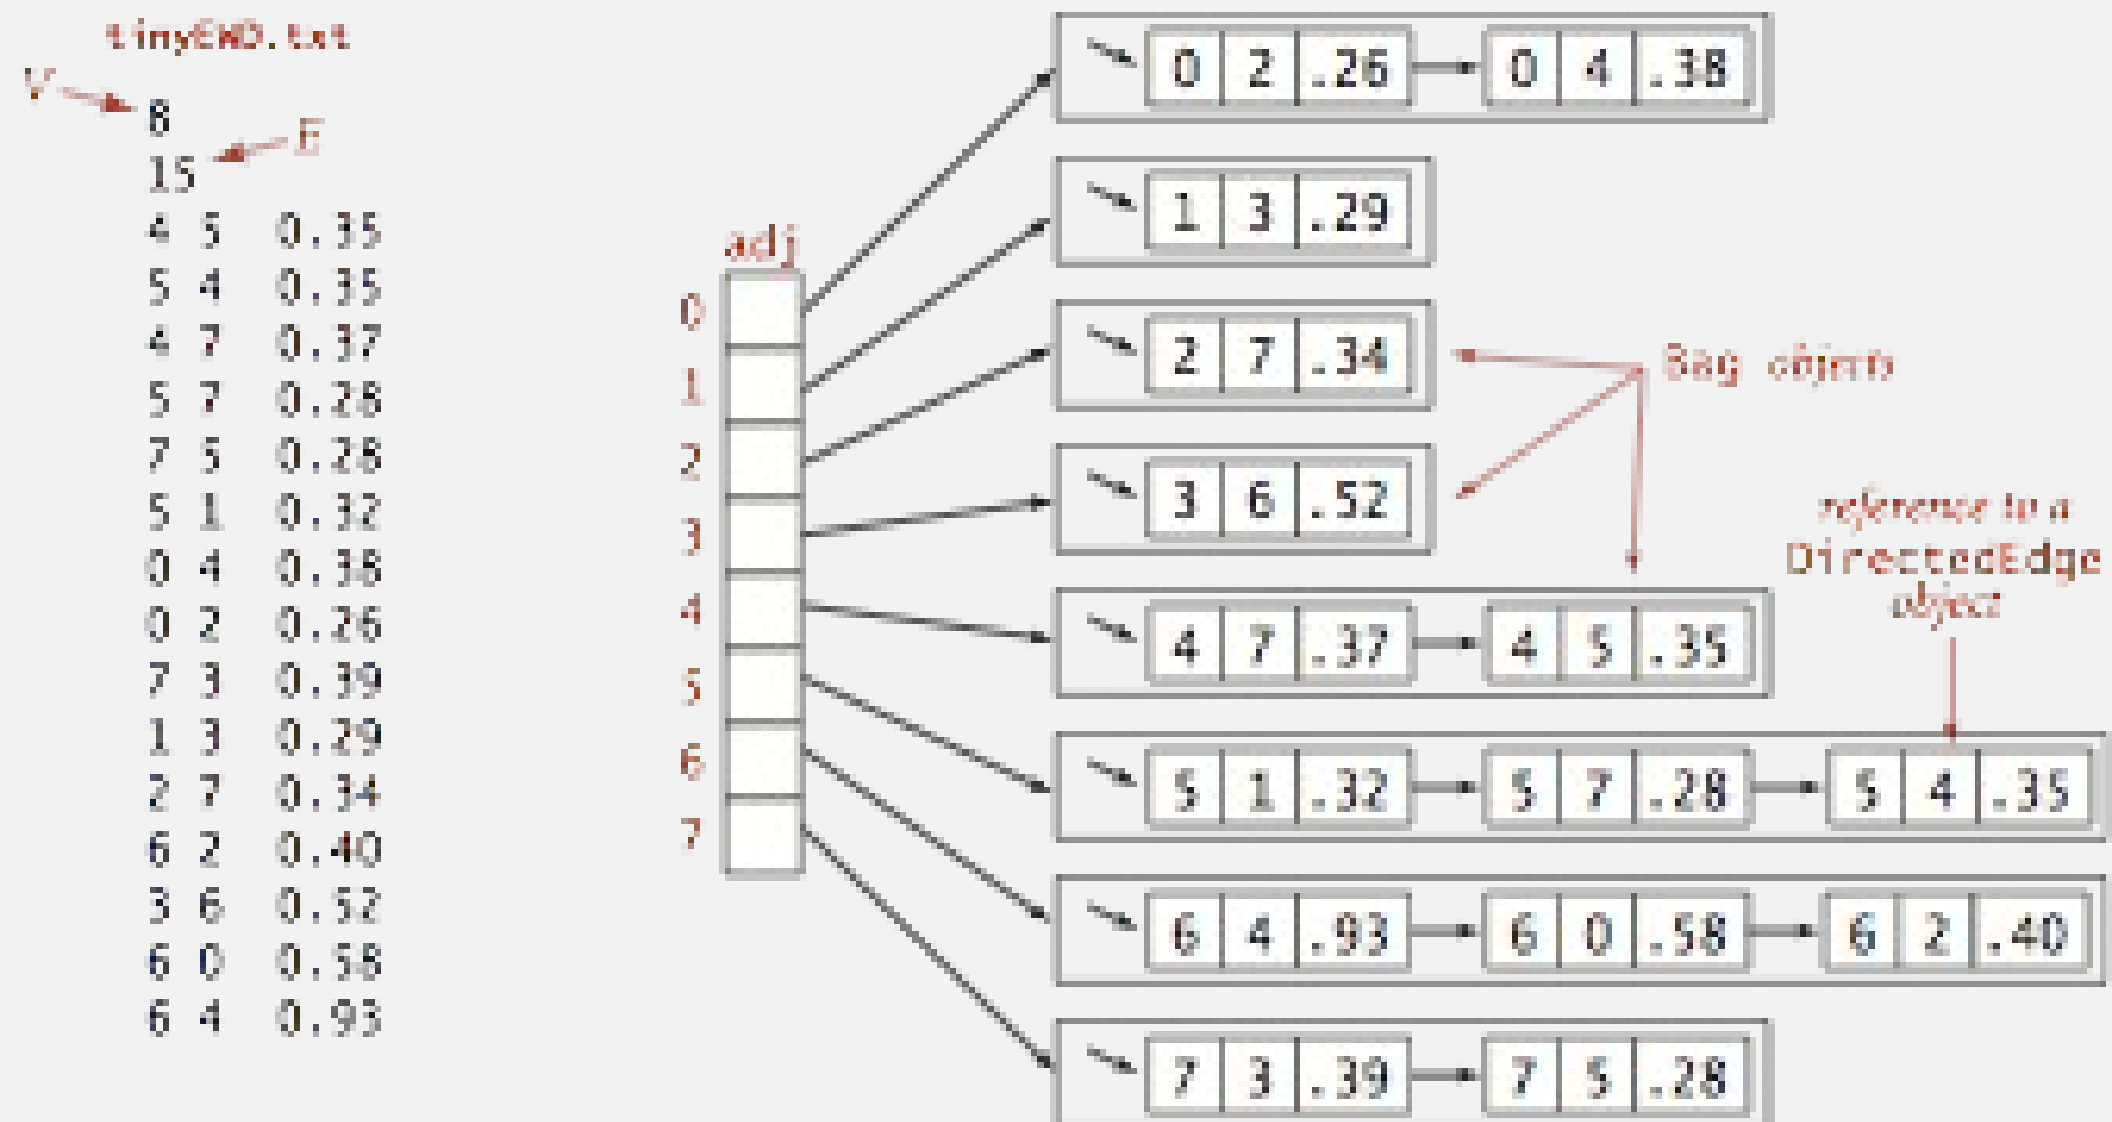 tinyEWD.txt
V
8
E
15
4 5 0.35
5 4 0.35
4 7 0.37
5 7 0.28
7 5 0.28
5 1 0.32
0 4 0.38
0 2 0.26
7 3 0.39
1 3 0.29
2 7 0.34
6 2 0.40
3 6 0.52
6 0 0.58
6 4 0.93
adj
0
1
2
3
4
5
6
7
0 2 .26 0 4 .38
1 3 .29
2 7 .34
3 6 .52
4 7 .37 4 5 .35
5 1 .32 5 7 .28 5 4 .35
6 4 .93 6 0 .58 6 2 .40
7 3 .39 7 5 .28
Bag objects
reference to a
DirectedEdge
object